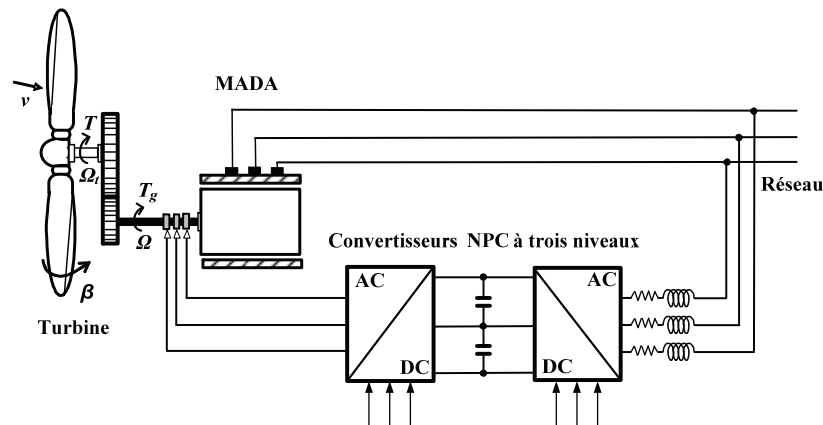 MADA
v
T
Ωt
Tg
Ω
Réseau
β
Turbine
Convertisseurs NPC à trois niveaux
AC
DC
AC
DC